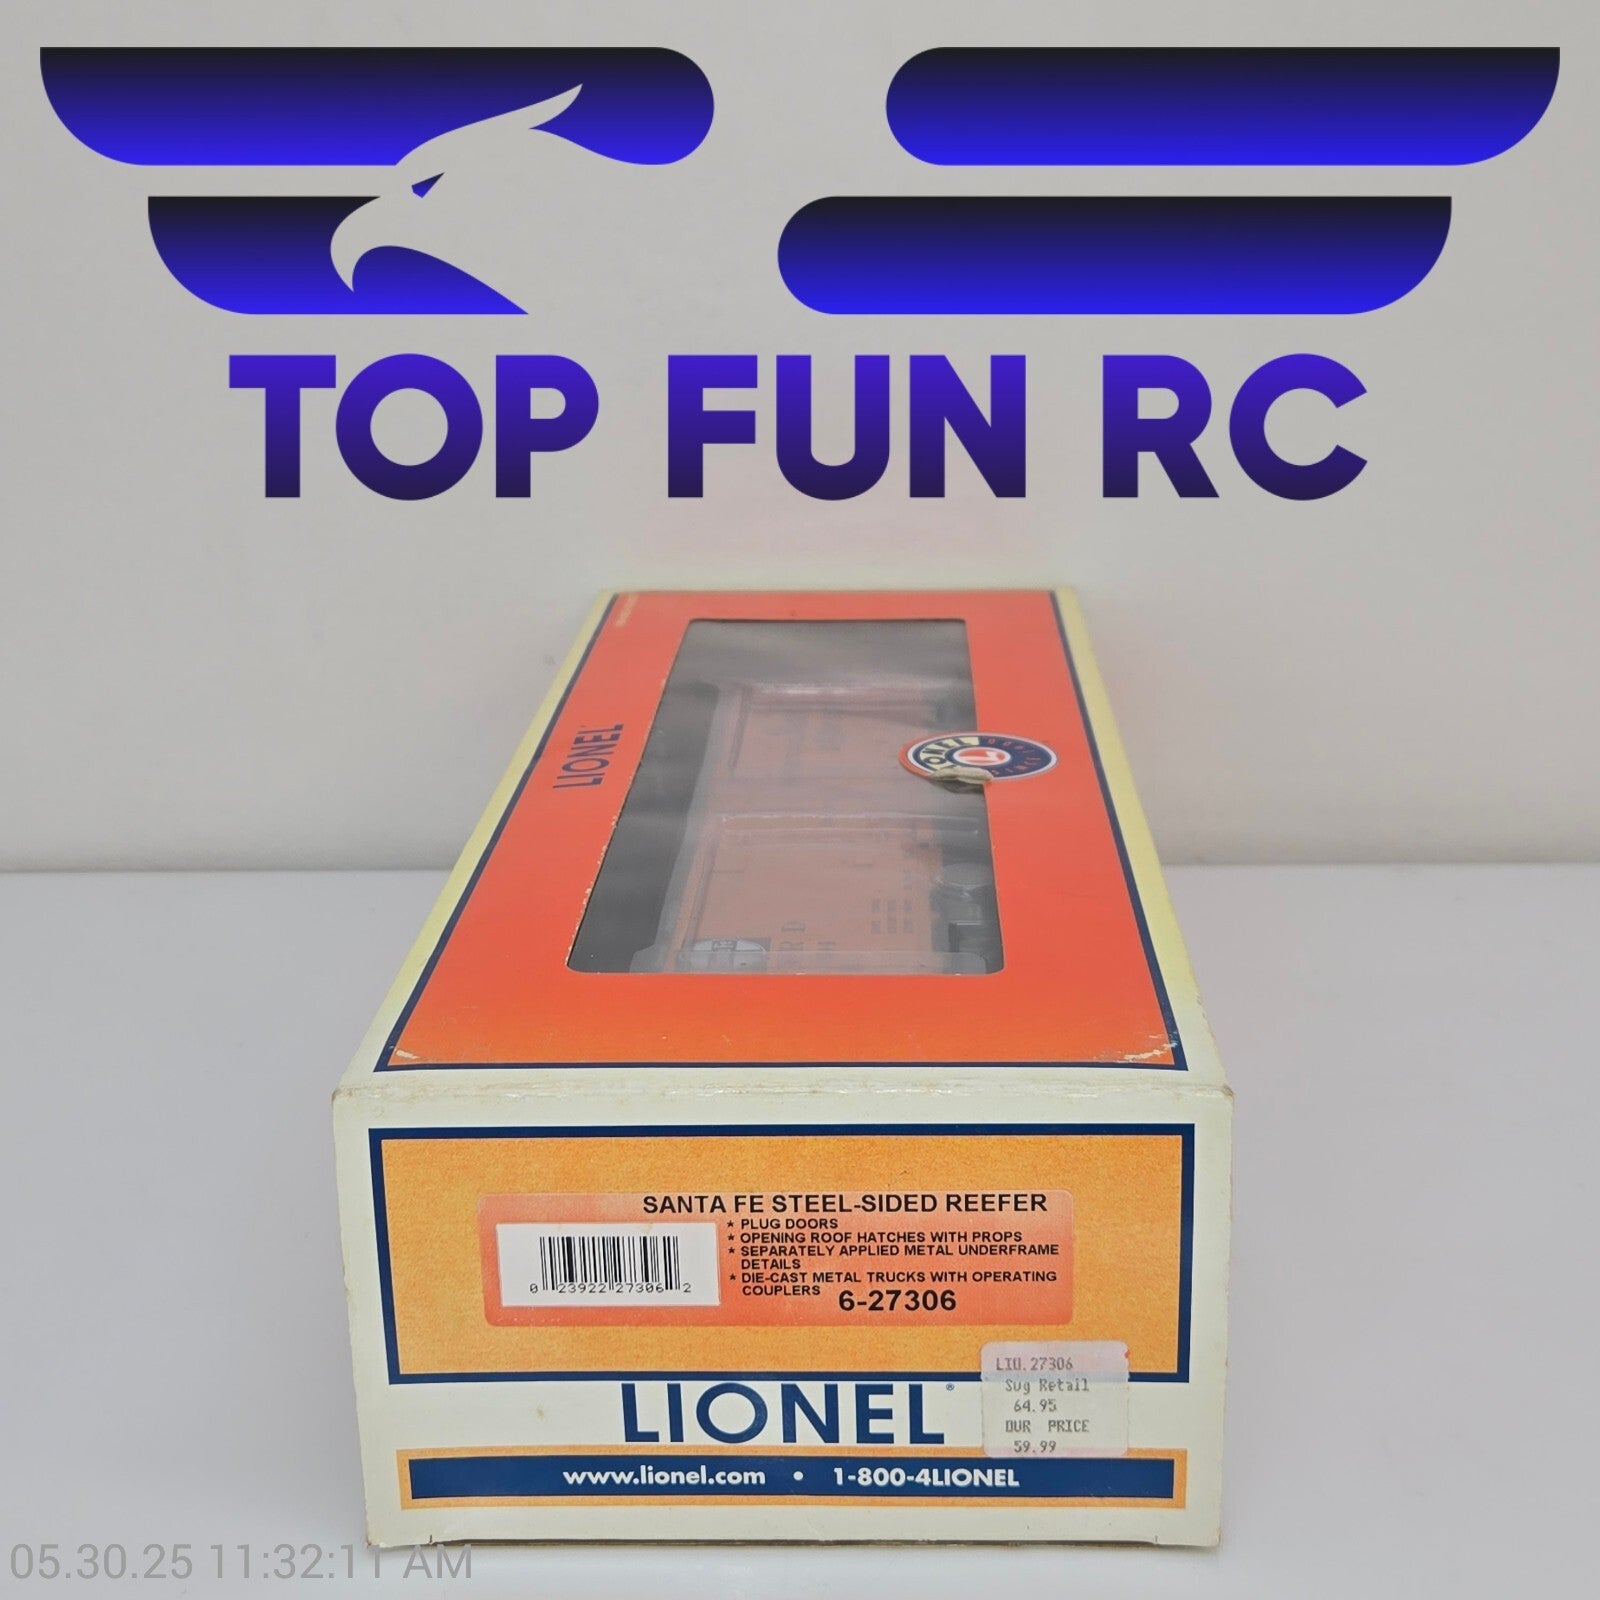 TOP FUN RC
LIONEL
LIONEL
SANTA FE STEEL-SIDED REEFER
* PLUG DOORS
* OPENING ROOF HATCHES WITH PROPS
* SEPARATELY APPLIED METAL UNDERFRAME
DETAILS
* DIE-CAST METAL TRUCKS WITH OPERATING
COUPLERS
6-27306
0 23922 27306 2
LIO.27306
Sug Retail
64.95
OUR PRICE
59.99
LIONEL®
www.lionel.com • 1-800-4LIONEL
05.30.25 11:32:11 AM